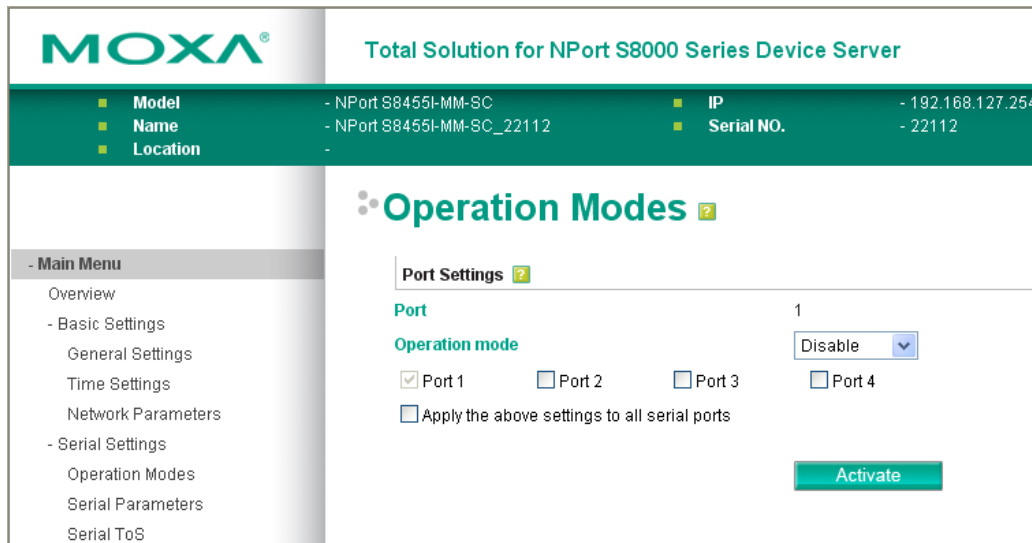 MOXA®
Total Solution for NPort S8000 Series Device Server
Model - NPort S8455I-MM-SC IP - 192.168.127.254
Name - NPort S8455I-MM-SC_22112 Serial NO. - 22112
Location -
Operation Modes ?
- Main Menu
Overview
- Basic Settings
General Settings
Time Settings
Network Parameters
- Serial Settings
Operation Modes
Serial Parameters
Serial ToS
Port Settings ?
Port 1
Operation mode Disable
Port 1 Port 2 Port 3 Port 4
Apply the above settings to all serial ports
Activate